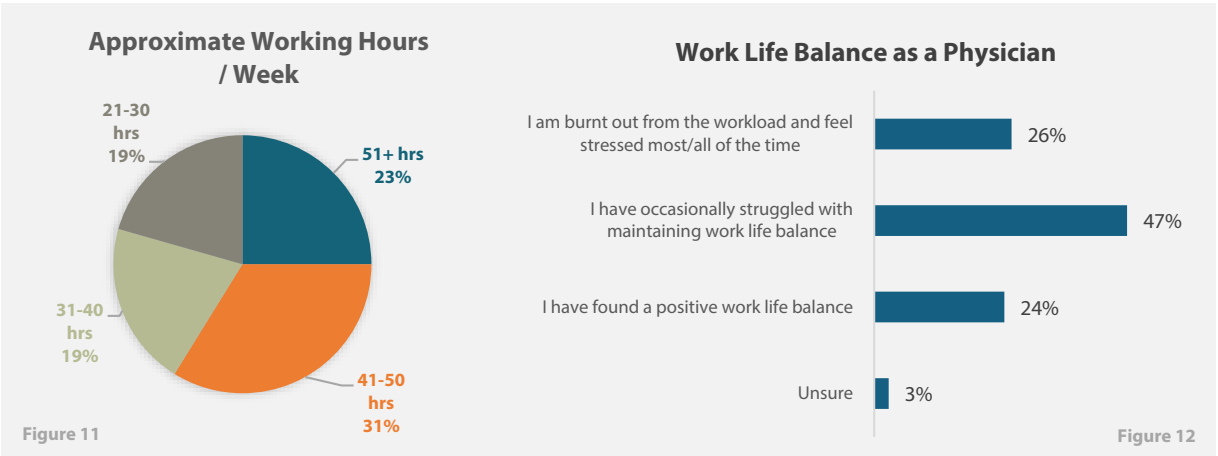 Approximate Working Hours
/ Week
21-30
hrs
19%
51+ hrs
23%
31-40
hrs
19%
41-50
hrs
31%
Figure 11
Work Life Balance as a Physician
I am burnt out from the workload and feel
stressed most/all of the time
26%
I have occasionally struggled with
maintaining work life balance
47%
I have found a positive work life balance
24%
Unsure
3%
Figure 12